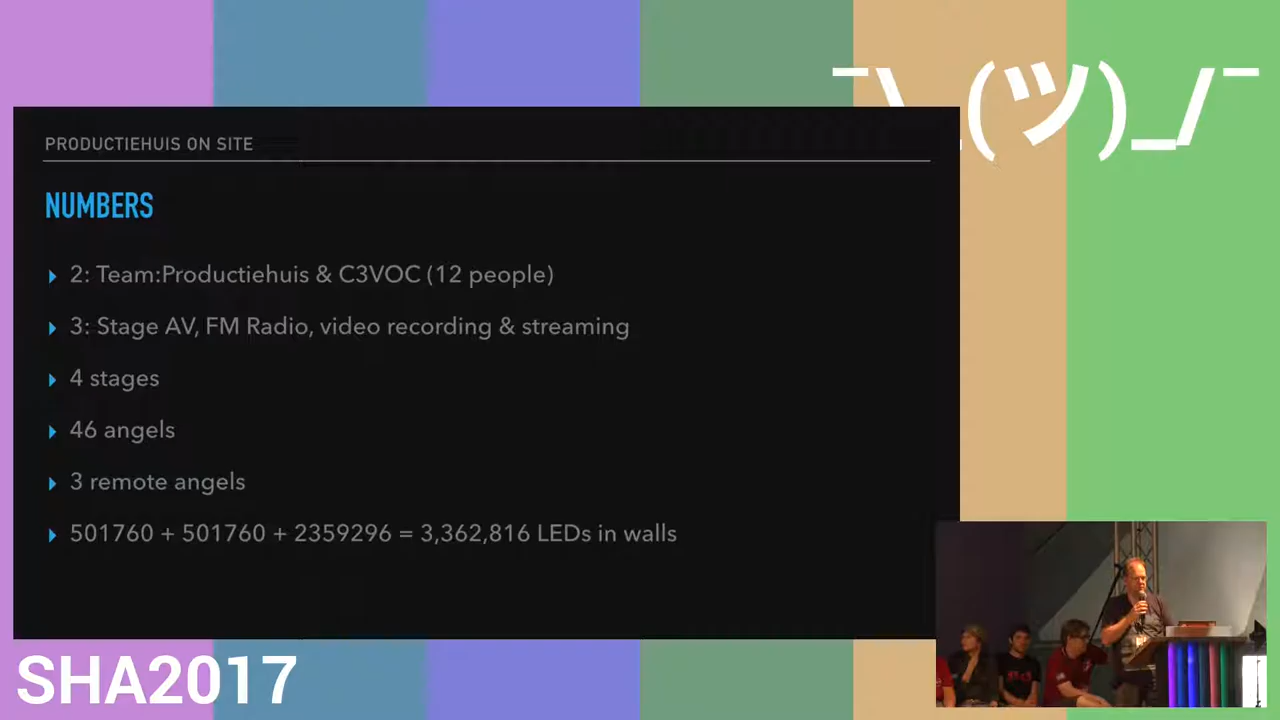 ¯\_(ツ)_/¯
PRODUCTIEHUIS ON SITE
NUMBERS
2: Team:Productiehuis & C3VOC (12 people)
3: Stage AV, FM Radio, video recording & streaming
4 stages
46 angels
3 remote angels
501760 + 501760 + 2359296 = 3,362,816 LEDs in walls
SHA2017